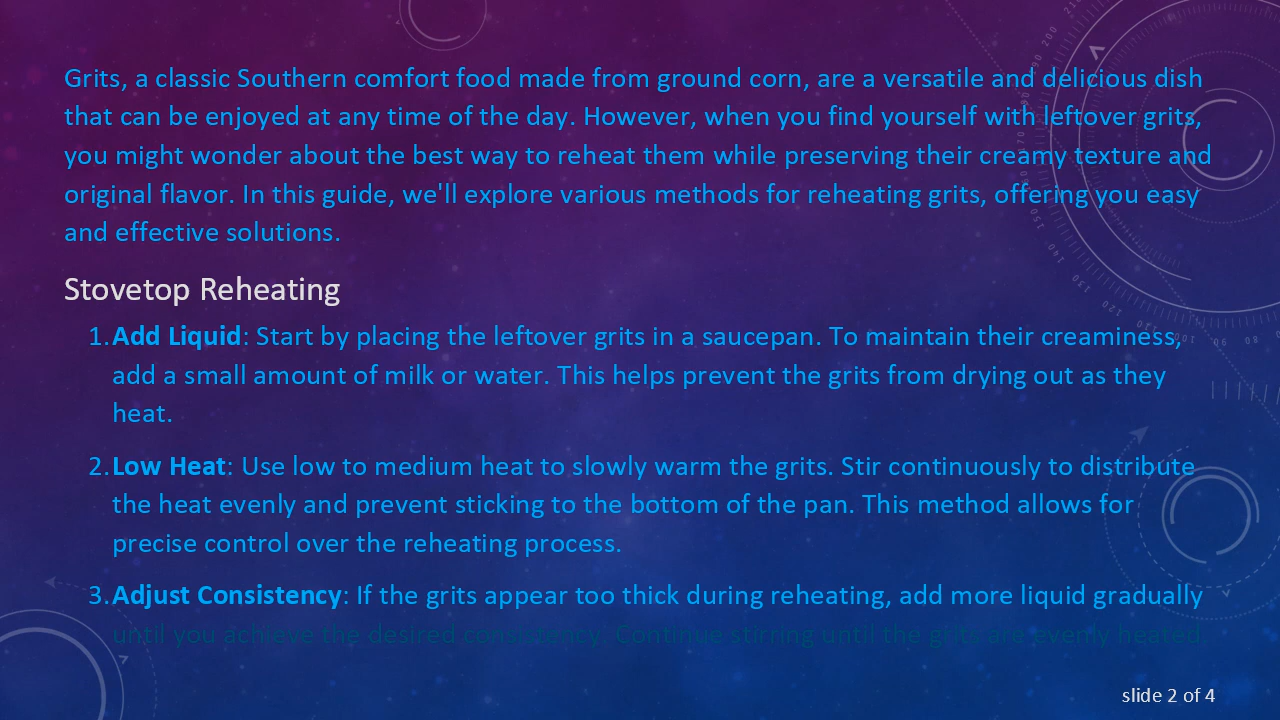 Grits, a classic Southern comfort food made from ground corn, are a versatile and delicious dish
that can be enjoyed at any time of the day. However, when you find yourself with leftover grits,
you might wonder about the best way to reheat them while preserving their creamy texture and
original flavor. In this guide, we'll explore various methods for reheating grits, offering you easy
and effective solutions.
Stovetop Reheating
1. Add Liquid: Start by placing the leftover grits in a saucepan. To maintain their creaminess,
add a small amount of milk or water. This helps prevent the grits from drying out as they
heat.
2. Low Heat: Use low to medium heat to slowly warm the grits. Stir continuously to distribute
the heat evenly and prevent sticking to the bottom of the pan. This method allows for
precise control over the reheating process.
3. Adjust Consistency: If the grits appear too thick during reheating, add more liquid gradually
until you achieve the desired consistency. Continue stirring until the grits are evenly heated.
slide 2 of 4